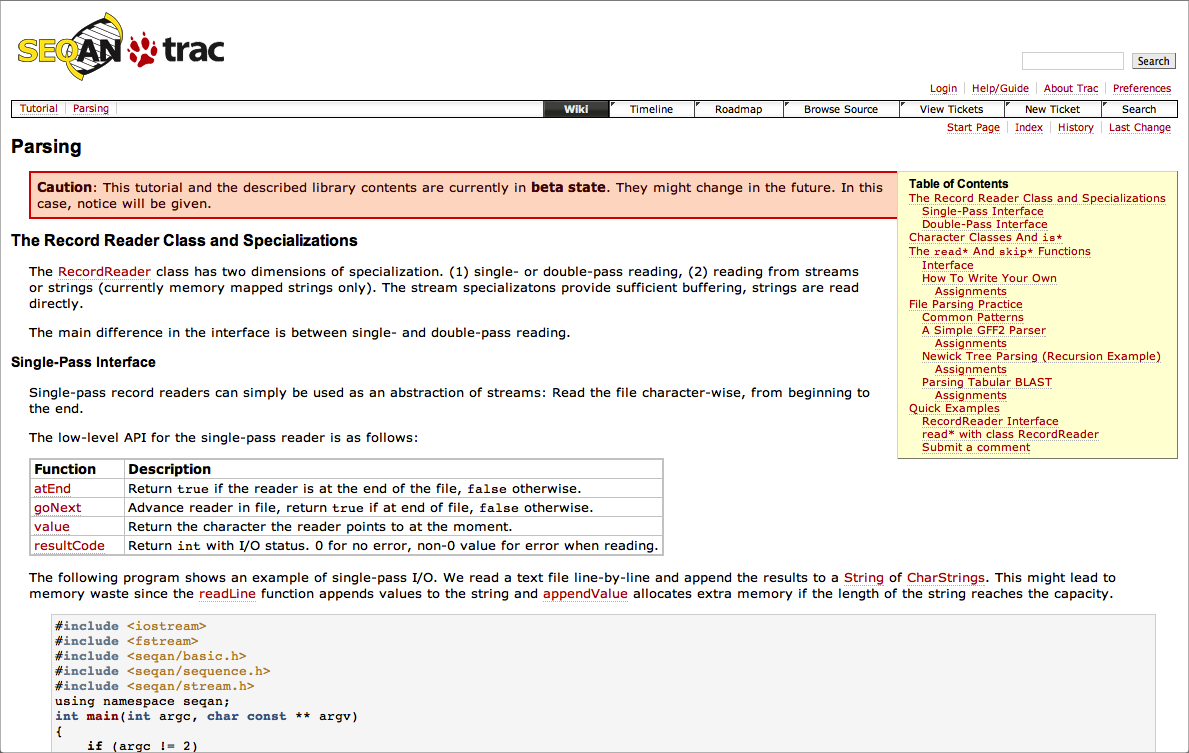 SEQAN trac
Search
Login Help/Guide About Trac Preferences
Tutorial Parsing Wiki Timeline Roadmap Browse Source View Tickets New Ticket Search
Start Page Index History Last Change
Parsing
Caution: This tutorial and the described library contents are currently in beta state. They might change in the future. In this
case, notice will be given.
Table of Contents
The Record Reader Class and Specializations
Single-Pass Interface
Double-Pass Interface
Character Classes And is*
The read* And skip* Functions
Interface
How To Write Your Own
Assignments
File Parsing Practice
Common Patterns
A Simple GFF2 Parser
Assignments
Newick Tree Parsing (Recursion Example)
Assignments
Parsing Tabular BLAST
Assignments
Quick Examples
RecordReader Interface
read* with class RecordReader
Submit a comment
The Record Reader Class and Specializations
The RecordReader class has two dimensions of specialization. (1) single- or double-pass reading, (2) reading from streams
or strings (currently memory mapped strings only). The stream specializatons provide sufficient buffering, strings are read
directly.
The main difference in the interface is between single- and double-pass reading.
Single-Pass Interface
Single-pass record readers can simply be used as an abstraction of streams: Read the file character-wise, from beginning to
the end.
The low-level API for the single-pass reader is as follows:
Function Description
atEnd Return true if the reader is at the end of the file, false otherwise.
goNext Advance reader in file, return true if at end of file, false otherwise.
value Return the character the reader points to at the moment.
resultCode Return int with I/O status. 0 for no error, non-0 value for error when reading.
The following program shows an example of single-pass I/O. We read a text file line-by-line and append the results to a String of CharStrings. This might lead to
memory waste since the readLine function appends values to the string and appendValue allocates extra memory if the length of the string reaches the capacity.
#include <iostream>
#include <fstream>
#include <seqan/basic.h>
#include <seqan/sequence.h>
#include <seqan/stream.h>
using namespace seqan;
int main(int argc, char const ** argv)
{
if (argc != 2)